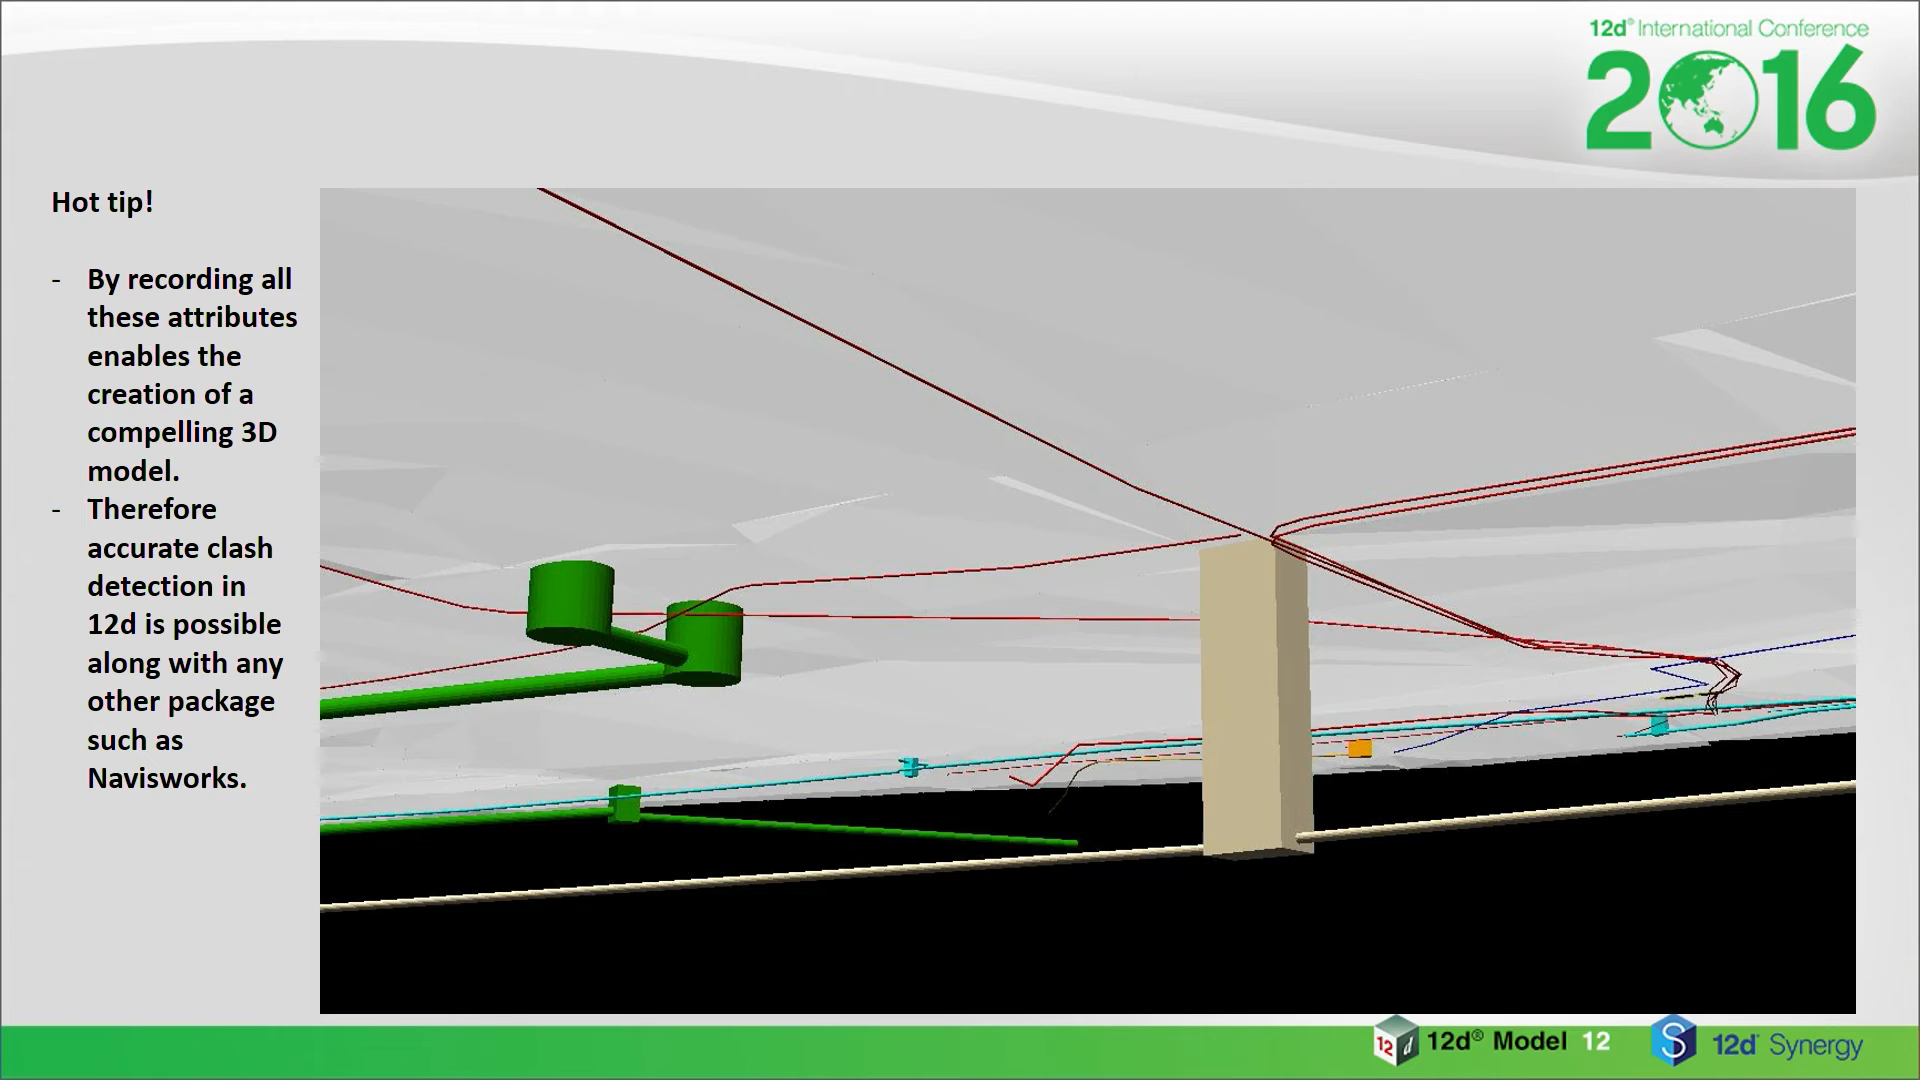 12d® International Conference
2016
Hot tip!
- By recording all
these attributes
enables the
creation of a
compelling 3D
model.
- Therefore
accurate clash
detection in
12d is possible
along with any
other package
such as
Navisworks.
12d 12d® Model 12
S 12d® Synergy